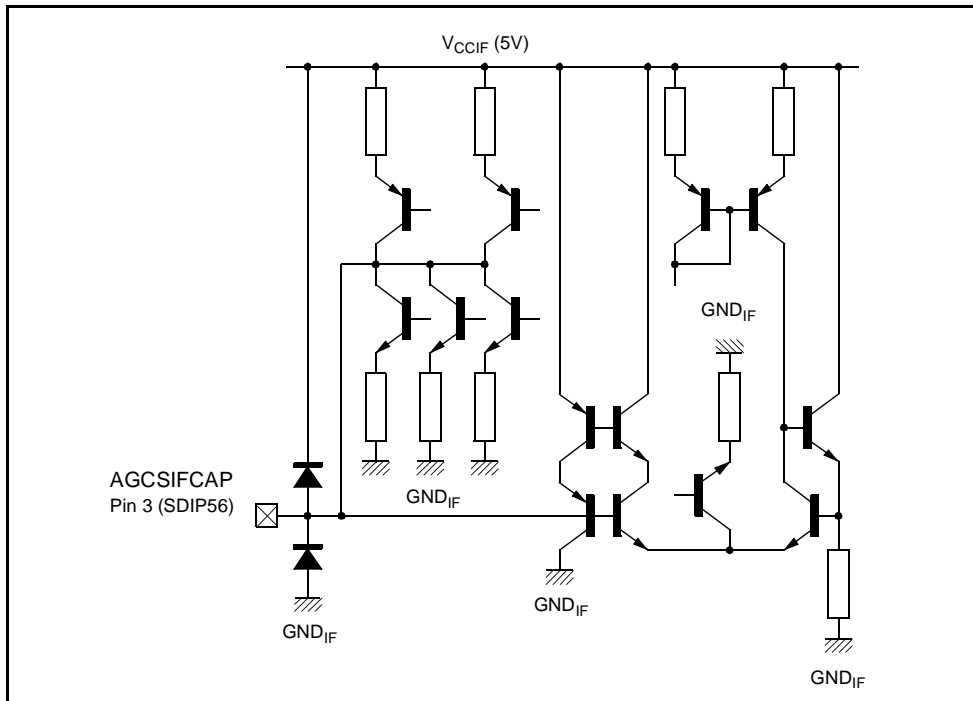 VCCIF (5V)
GNDIF
AGCSIFCAP
Pin 3 (SDIP56)
GNDIF
GNDIF
GNDIF
GNDIF